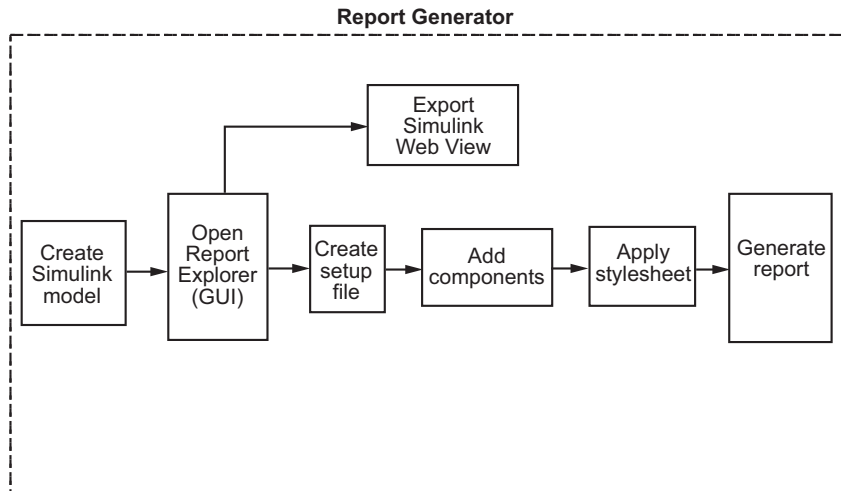 Report Generator
Export
Simulink
Web View
Create
Simulink
model
Open
Report
Explorer
(GUI)
Create
setup
file
Add
components
Apply
stylesheet
Generate
report